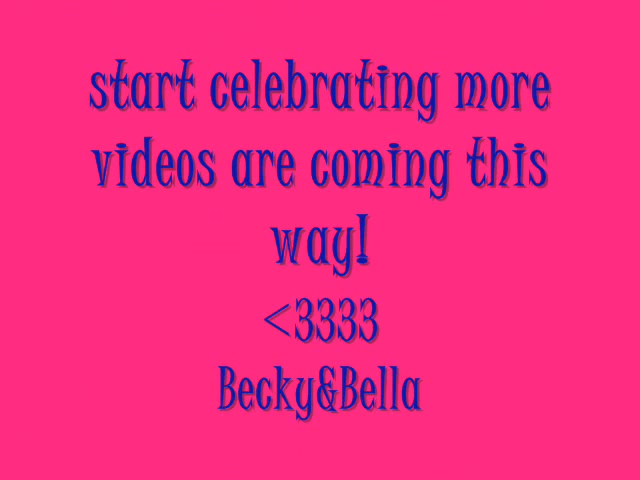 start celebrating more
videos are coming this
way!
<3333
Becky&Bella